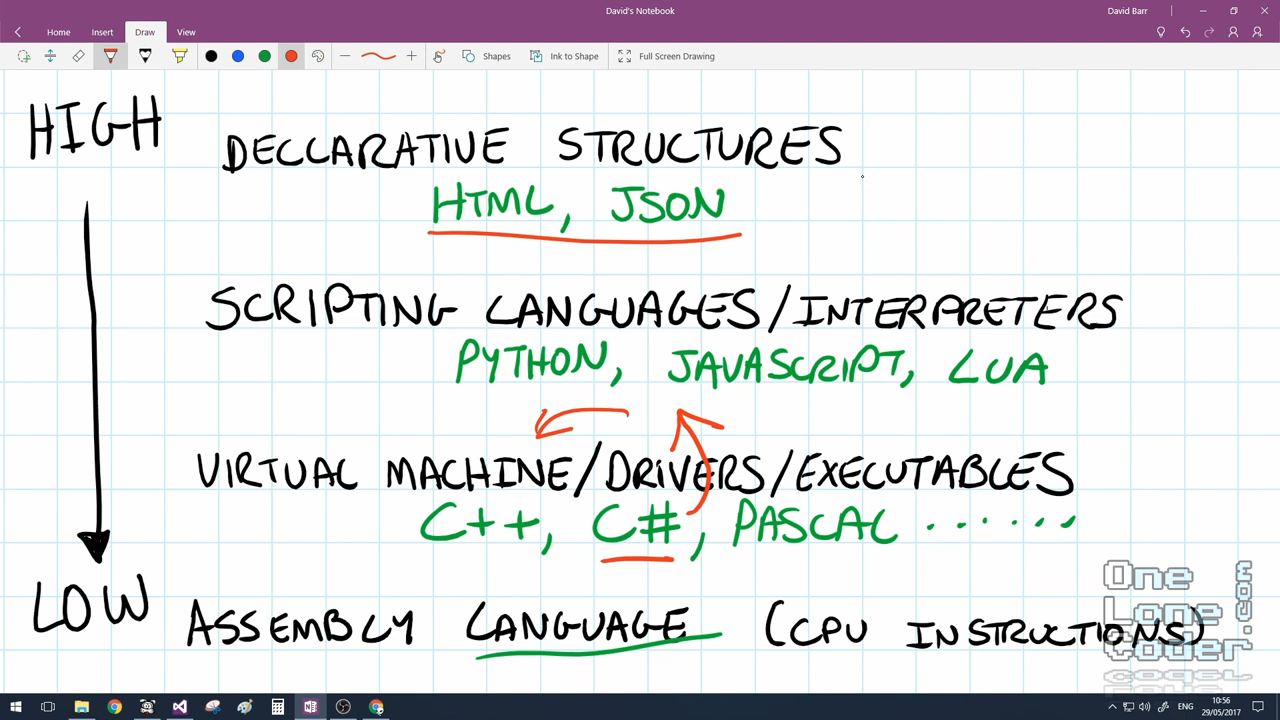 David's Notebook
David Barr
Home Insert Draw View
Shapes Ink to Shape Full Screen Drawing
HIGH
DECLARATIVE STRUCTURES
HTML, JSON
SCRIPTING LANGUAGES/INTERPRETERS
PYTHON, JAVASCRIPT, LUA
VIRTUAL MACHINE/DRIVERS/EXECUTABLES
C++, C#, PASCAL ......
LOW
ASSEMBLY LANGUAGE (CPU INSTRUCTIONS)
One
Lone
Coder
.com
ENG
10:56
29/05/2017